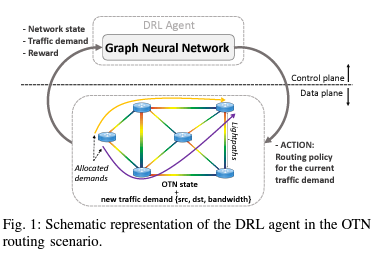 DRL Agent
- Network state
- Traffic demand
- Reward
Graph Neural Network
Control plane
Data plane
Lightpaths
Allocated
demands
OTN state
+
new traffic demand {src, dst, bandwidth}
- ACTION:
Routing policy
for the current
traffic demand
Fig. 1: Schematic representation of the DRL agent in the OTN
routing scenario.